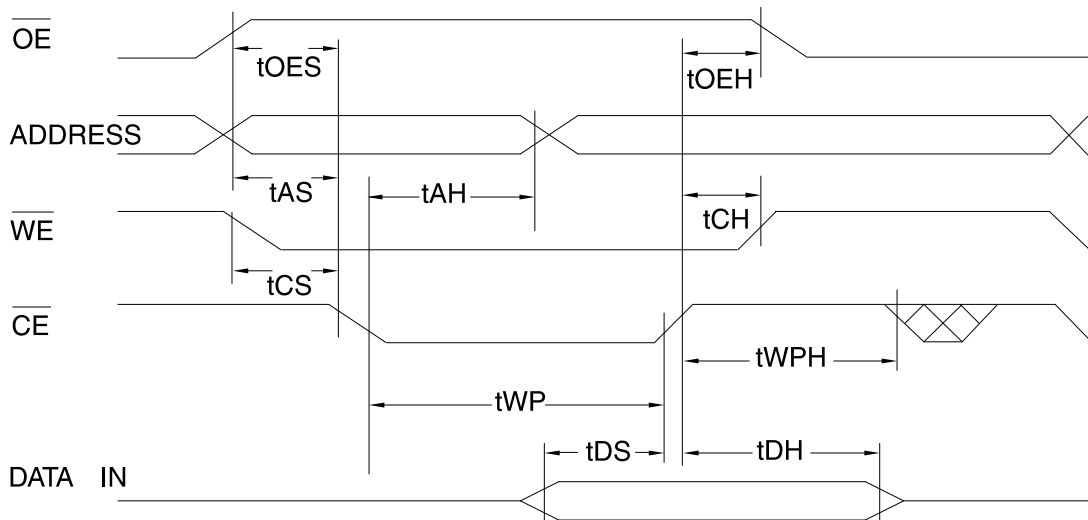 OE
tOES
tOEH
ADDRESS
tAS
tAH
WE
tCH
tCS
CE
tWPH
tWP
tDS
tDH
DATA IN